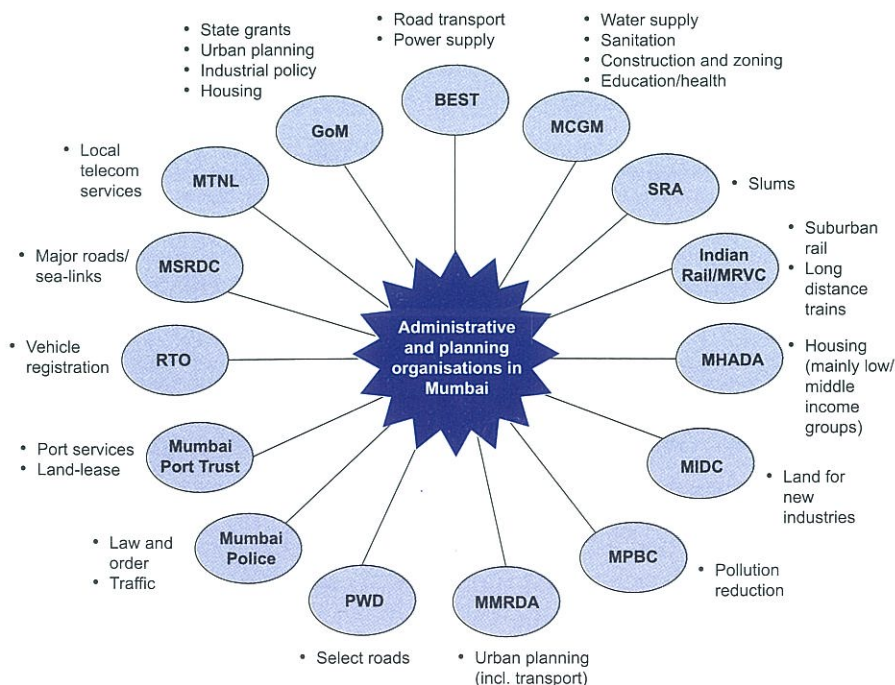 • State grants
• Urban planning
• Industrial policy
• Housing
GoM
• Road transport
• Power supply
BEST
• Water supply
• Sanitation
• Construction and zoning
• Education/health
MCGM
SRA
• Slums
Indian
Rail/MRVC
• Suburban
rail
• Long
distance
trains
MHADA
• Housing
(mainly low/
middle
income
groups)
MIDC
• Land for
new
industries
MPBC
• Pollution
reduction
MMRDA
• Urban planning
(incl. transport)
PWD
• Select roads
Mumbai
Police
• Law and
order
• Traffic
Mumbai
Port Trust
• Port services
• Land-lease
RTO
• Vehicle
registration
MSRDC
• Major roads/
sea-links
MTNL
• Local
telecom
services
Administrative
and planning
organisations in
Mumbai